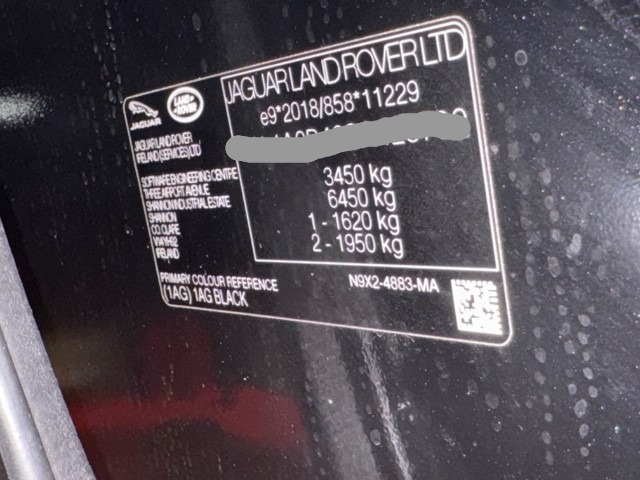 JAGUAR LAND ROVER LTD
e9*2018/858*11229
3450 kg
6450 kg
1 - 1620 kg
2 - 1950 kg
JAGUAR
LAND
ROVER
JAGUAR LAND ROVER
IRELAND (SERVICES) LTD
SOFTWARE ENGINEERING CENTRE
THREE AIRPORT AVENUE
SHANNON INDUSTRIAL ESTATE
SHANNON
CO. CLARE
IRELAND
PRIMARY COLOUR REFERENCE
(1AG) 1AG BLACK
N9X2-4883-MA